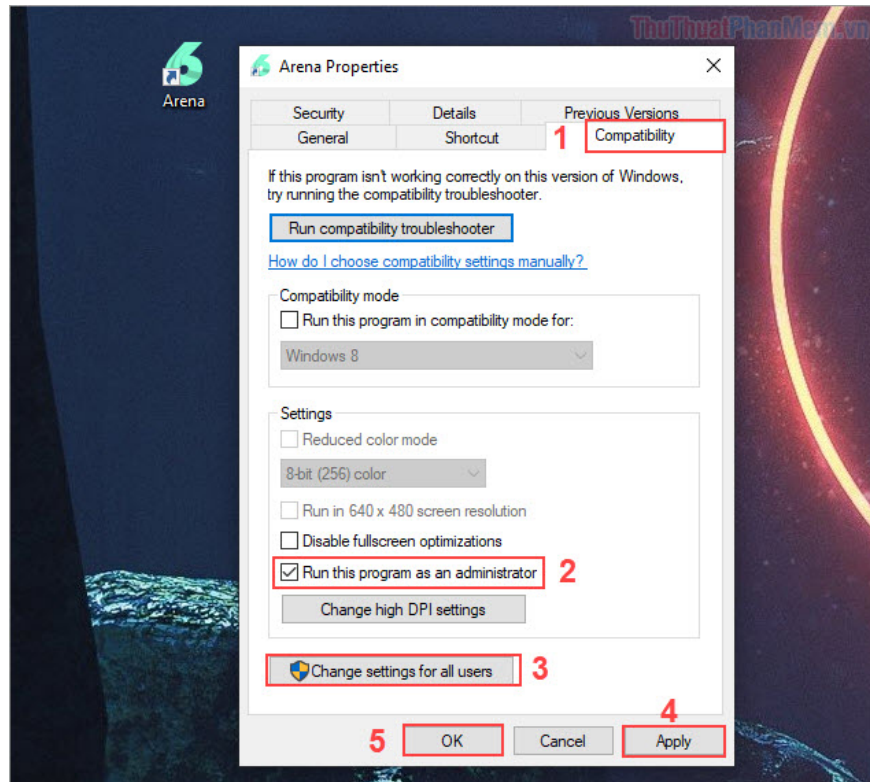 ThuThuatPhanMem.vn
Arena
Arena Properties
Security Details Previous Versions
General Shortcut 1 Compatibility
If this program isn't working correctly on this version of Windows,
try running the compatibility troubleshooter.
Run compatibility troubleshooter
How do I choose compatibility settings manually?
Compatibility mode
Run this program in compatibility mode for:
Windows 8
Settings
Reduced color mode
8-bit (256) color
Run in 640 x 480 screen resolution
Disable fullscreen optimizations
Run this program as an administrator 2
Change high DPI settings
Change settings for all users 3
4
5 OK Cancel Apply